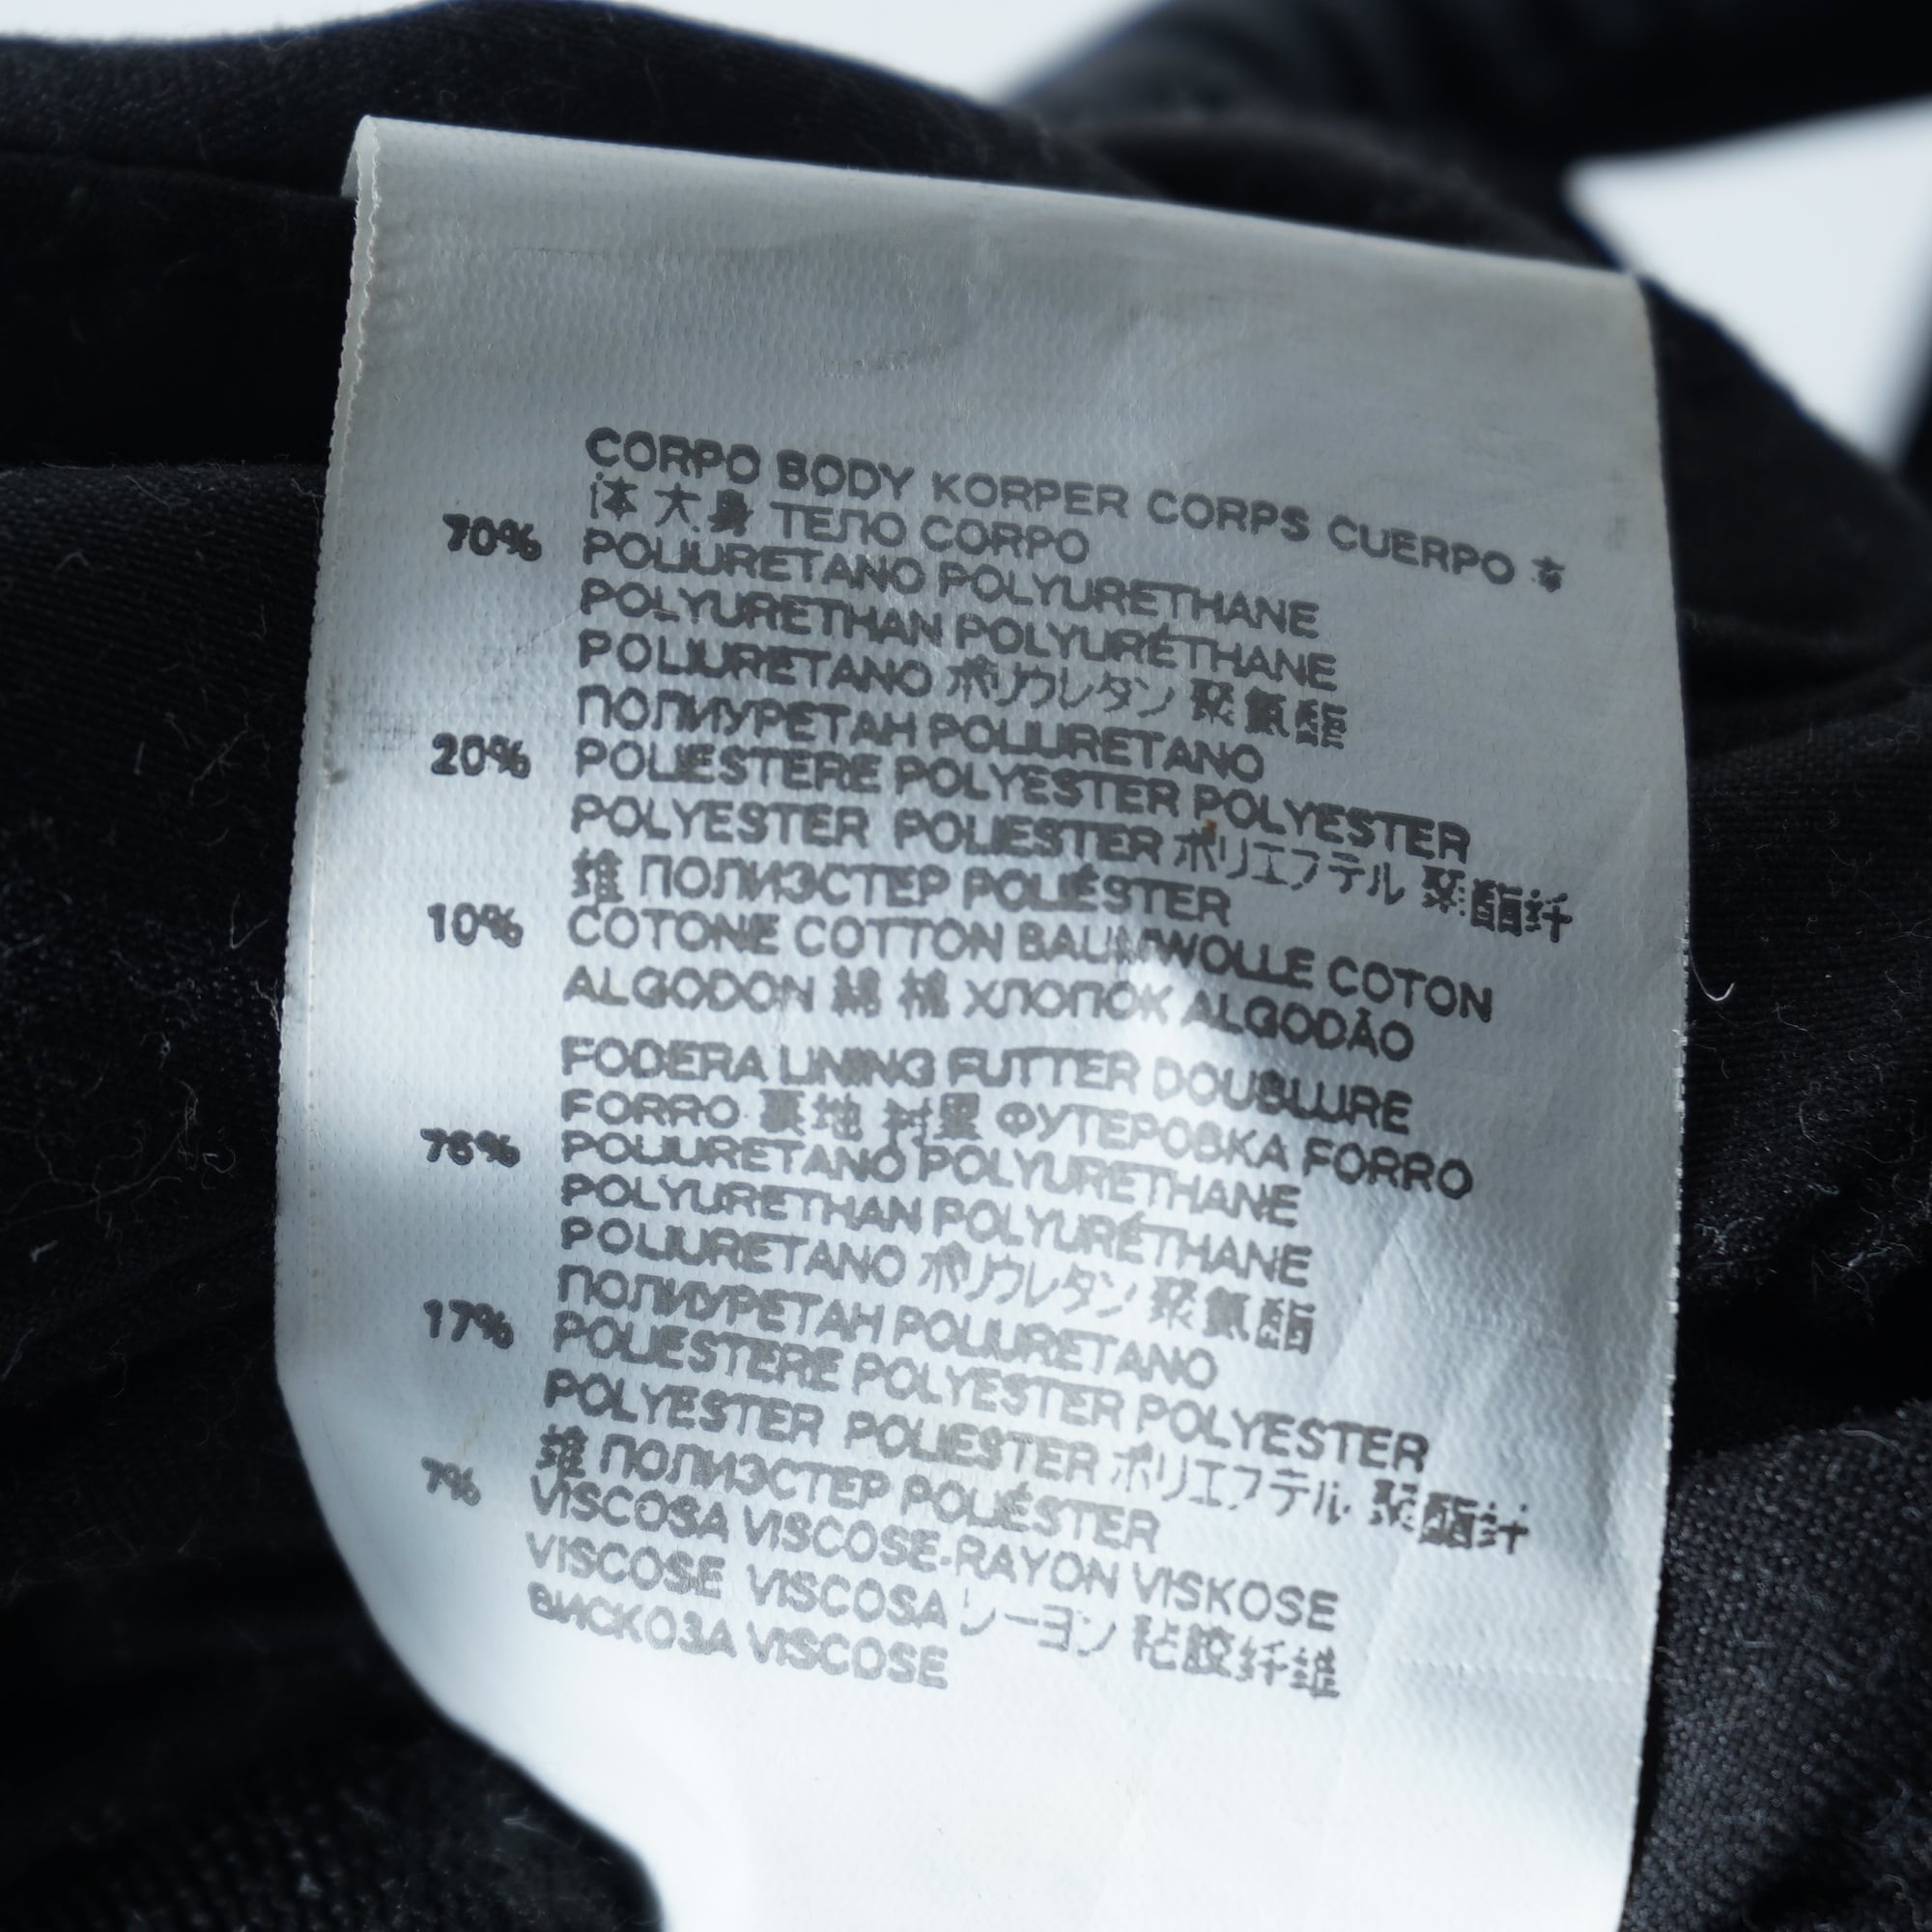 CORPO BODY KORPER CORPS CUERPO 本
体 大身 ТЕЛО CORPO
70% POLIURETANO POLYURETHANE
POLYURETHAN POLYURÉTHANE
POLIURETANO ポリウレタン 聚氨酯
ПОЛИУРЕТАН POLIURETANO
20% POLIESTERE POLYESTER POLYESTER
POLYESTER POLIESTER ポリエステル 聚酯纤
維 ПОЛИЭСТЕР POLIÉSTER
10% COTONE COTTON BAUMWOLLE COTON
ALGODON 綿 棉 ХЛОПОК ALGODÃO
FODERA LINING FUTTER DOUBLURE
FORRO 裏地 衬里 ФУТЕРОВКА FORRO
76% POLIURETANO POLYURETHANE
POLYURETHAN POLYURÉTHANE
POLIURETANO ポリウレタン 聚氨酯
ПОЛИУРЕТАН POLIURETANO
17% POLIESTERE POLYESTER POLYESTER
POLYESTER POLIESTER ポリエステル 聚酯纤
維 ПОЛИЭСТЕР POLIÉSTER
7% VISCOSA VISCOSE-RAYON VISKOSE
VISCOSE VISCOSA レーヨン 粘胶纤維
ВИСКОЗА VISCOSE